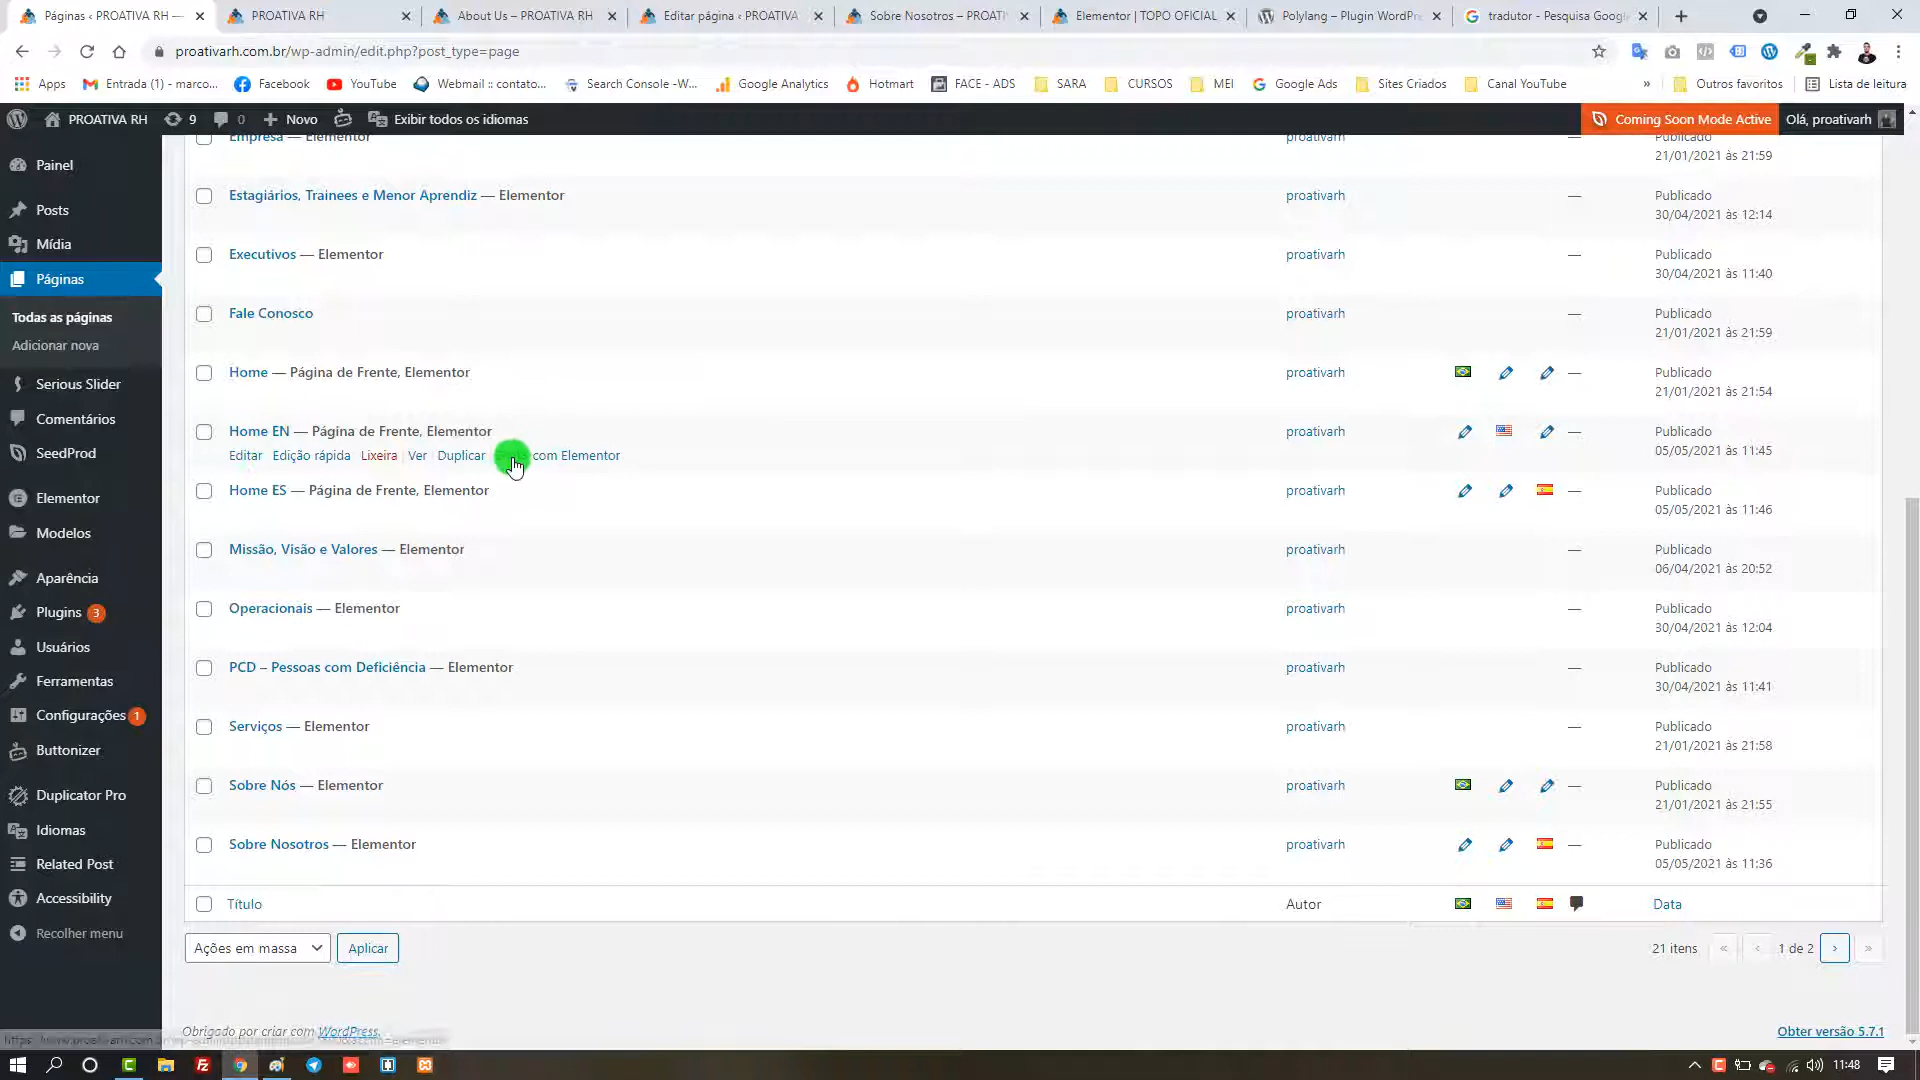 Páginas ‹ PROATIVA RH —
PROATIVA RH
About Us – PROATIVA RH
Editar página ‹ PROATIVA
Sobre Nosotros – PROATI
Elementor | TOPO OFICIAL
Polylang – Plugin WordPre
tradutor - Pesquisa Google
proativarh.com.br/wp-admin/edit.php?post_type=page
Apps
Entrada (1) - marco...
Facebook
YouTube
Webmail :: contato...
Search Console -W...
Google Analytics
Hotmart
FACE - ADS
SARA
CURSOS
MEI
Google Ads
Sites Criados
Canal YouTube
»
Outros favoritos
Lista de leitura
PROATIVA RH
9
0
Novo
Exibir todos os idiomas
Coming Soon Mode Active
Olá, proativarh
Painel
Posts
Mídia
Páginas
Todas as páginas
Adicionar nova
Serious Slider
Comentários
SeedProd
Elementor
Modelos
Aparência
Plugins 3
Usuários
Ferramentas
Configurações 1
Buttonizer
Duplicator Pro
Idiomas
Related Post
Accessibility
Recolher menu
Empresa — Elementor
proativarh
—
Publicado
21/01/2021 às 21:59
Estagiários, Trainees e Menor Aprendiz — Elementor
proativarh
—
Publicado
30/04/2021 às 12:14
Executivos — Elementor
proativarh
—
Publicado
30/04/2021 às 11:40
Fale Conosco
proativarh
—
Publicado
21/01/2021 às 21:59
Home — Página de Frente, Elementor
proativarh
—
Publicado
21/01/2021 às 21:54
Home EN — Página de Frente, Elementor
Editar | Edição rápida | Lixeira | Ver | Duplicar
com Elementor
proativarh
—
Publicado
05/05/2021 às 11:45
Home ES — Página de Frente, Elementor
proativarh
—
Publicado
05/05/2021 às 11:46
Missão, Visão e Valores — Elementor
proativarh
—
Publicado
06/04/2021 às 20:52
Operacionais — Elementor
proativarh
—
Publicado
30/04/2021 às 12:04
PCD – Pessoas com Deficiência — Elementor
proativarh
—
Publicado
30/04/2021 às 11:41
Serviços — Elementor
proativarh
—
Publicado
21/01/2021 às 21:58
Sobre Nós — Elementor
proativarh
—
Publicado
21/01/2021 às 21:55
Sobre Nosotros — Elementor
proativarh
—
Publicado
05/05/2021 às 11:36
Título
Autor
Data
Ações em massa
Aplicar
21 itens
«
‹
1 de 2
›
»
Obrigado por criar com WordPress.
Obter versão 5.7.1
11:48